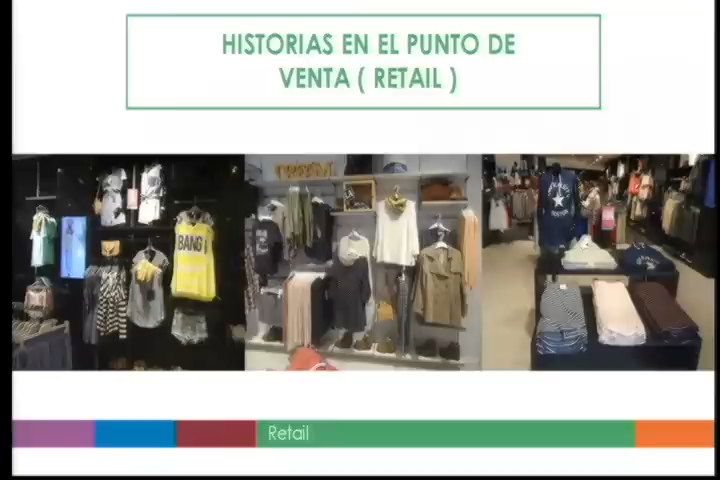 HISTORIAS EN EL PUNTO DE
VENTA ( RETAIL )
BANG
Retail